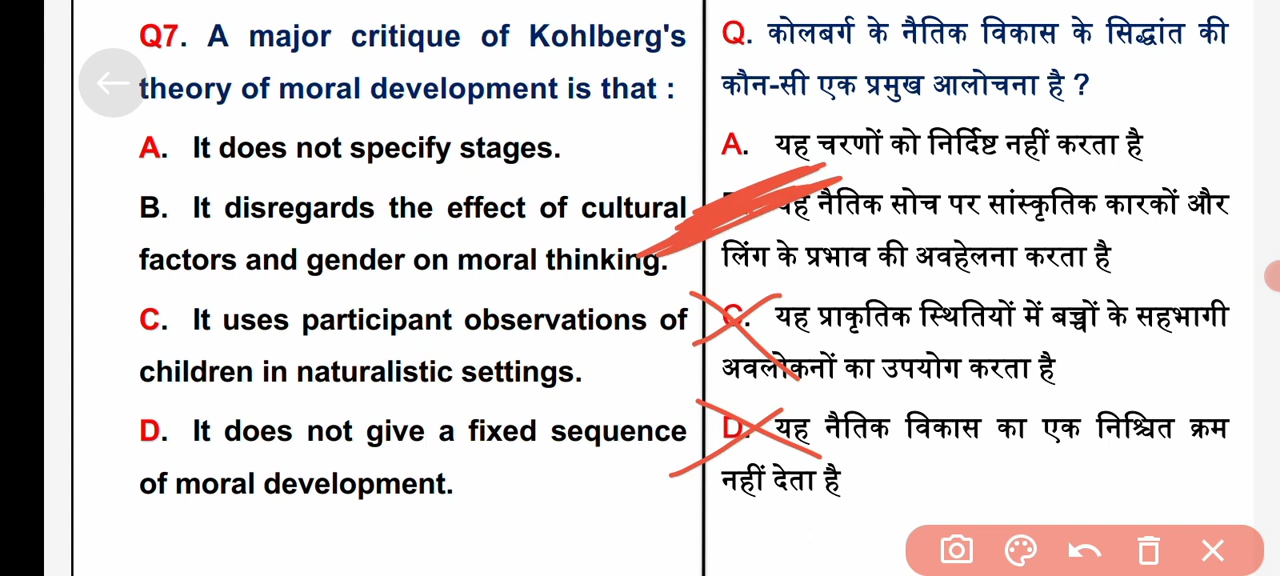 Q7. A major critique of Kohlberg's
theory of moral development is that :
A. It does not specify stages.
B. It disregards the effect of cultural
factors and gender on moral thinking.
C. It uses participant observations of
children in naturalistic settings.
D. It does not give a fixed sequence
of moral development.
Q. कोलबर्ग के नैतिक विकास के सिद्धांत की
कौन-सी एक प्रमुख आलोचना है ?
A. यह चरणों को निर्दिष्ट नहीं करता है
यह नैतिक सोच पर सांस्कृतिक कारकों और
लिंग के प्रभाव की अवहेलना करता है
C. यह प्राकृतिक स्थितियों में बच्चों के सहभागी
अवलोकनों का उपयोग करता है
D. यह नैतिक विकास का एक निश्चित क्रम
नहीं देता है